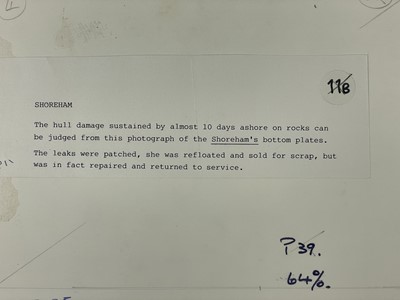 11B
SHOREHAM
The hull damage sustained by almost 10 days ashore on rocks can
be judged from this photograph of the Shoreham's bottom plates.
The leaks were patched, she was refloated and sold for scrap, but
was in fact repaired and returned to service.
P 39.
64%.